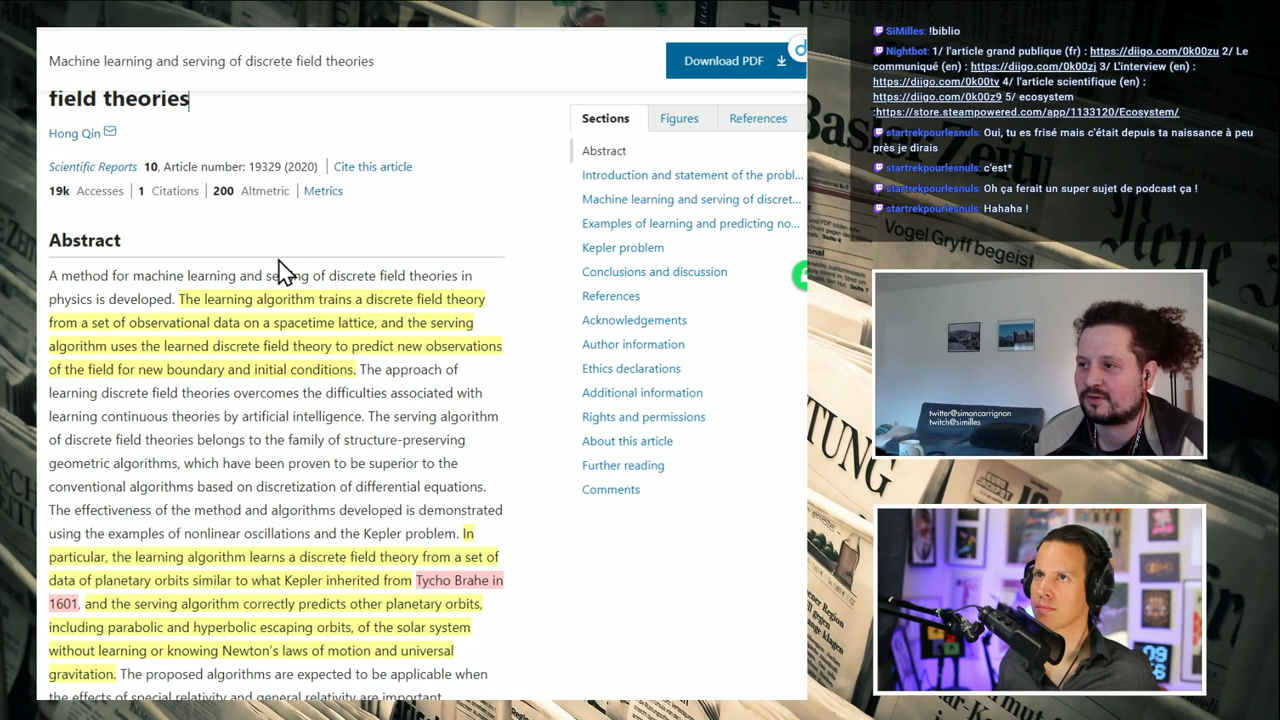 Machine learning and serving of discrete field theories
Download PDF
field theories
Hong Qin
Scientific Reports 10, Article number: 19329 (2020) | Cite this article
19k Accesses | 1 Citations | 200 Altmetric | Metrics
Abstract
A method for machine learning and serving of discrete field theories in
physics is developed. The learning algorithm trains a discrete field theory
from a set of observational data on a spacetime lattice, and the serving
algorithm uses the learned discrete field theory to predict new observations
of the field for new boundary and initial conditions. The approach of
learning discrete field theories overcomes the difficulties associated with
learning continuous theories by artificial intelligence. The serving algorithm
of discrete field theories belongs to the family of structure-preserving
geometric algorithms, which have been proven to be superior to the
conventional algorithms based on discretization of differential equations.
The effectiveness of the method and algorithms developed is demonstrated
using the examples of nonlinear oscillations and the Kepler problem. In
particular, the learning algorithm learns a discrete field theory from a set of
data of planetary orbits similar to what Kepler inherited from Tycho Brahe in
1601, and the serving algorithm correctly predicts other planetary orbits,
including parabolic and hyperbolic escaping orbits, of the solar system
without learning or knowing Newton's laws of motion and universal
gravitation. The proposed algorithms are expected to be applicable when
the effects of special relativity and general relativity are important
Sections
Figures
References
Abstract
Introduction and statement of the probl...
Machine learning and serving of discret...
Examples of learning and predicting no...
Kepler problem
Conclusions and discussion
References
Acknowledgements
Author information
Ethics declarations
Additional information
Rights and permissions
About this article
Further reading
Comments
SiMilles: !biblio
Nightbot: 1/ l'article grand publique (fr) : https://diigo.com/0k00zu 2/ Le
communiqué (en) : https://diigo.com/0k00zj 3/ L'interview (en) :
https://diigo.com/0k00tv 4/ l'article scientifique (en) :
https://diigo.com/0k00z9 5/ ecosystem
:https://store.steampowered.com/app/1133120/Ecosystem/
startrekpourlesnuls: Oui, tu es frisé mais c'était depuis ta naissance à peu
près je dirais
startrekpourlesnuls: c'est*
startrekpourlesnuls: Oh ça ferait un super sujet de podcast ça !
startrekpourlesnuls: Hahaha !
Vogel Gryff begeist
twitter@simoncarrignon
twitch@similles